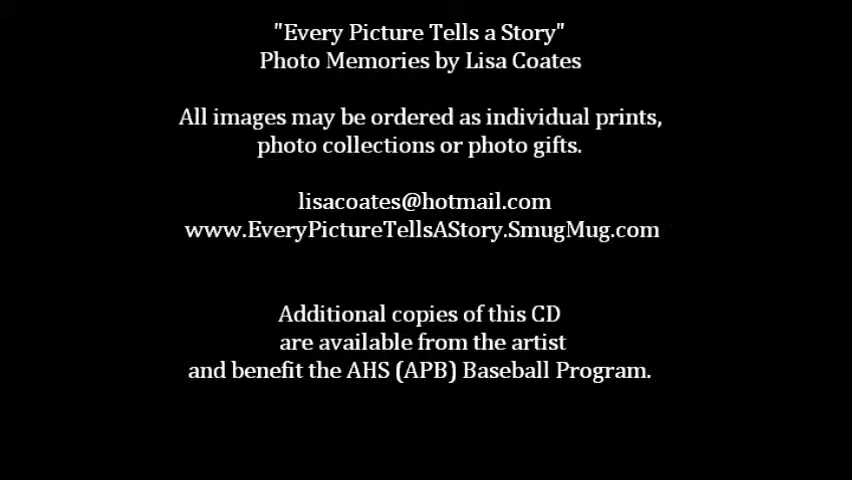 "Every Picture Tells a Story"
Photo Memories by Lisa Coates
All images may be ordered as individual prints,
photo collections or photo gifts.
lisacoates@hotmail.com
www.EveryPictureTellsAStory.SmugMug.com
Additional copies of this CD
are available from the artist
and benefit the AHS (APB) Baseball Program.